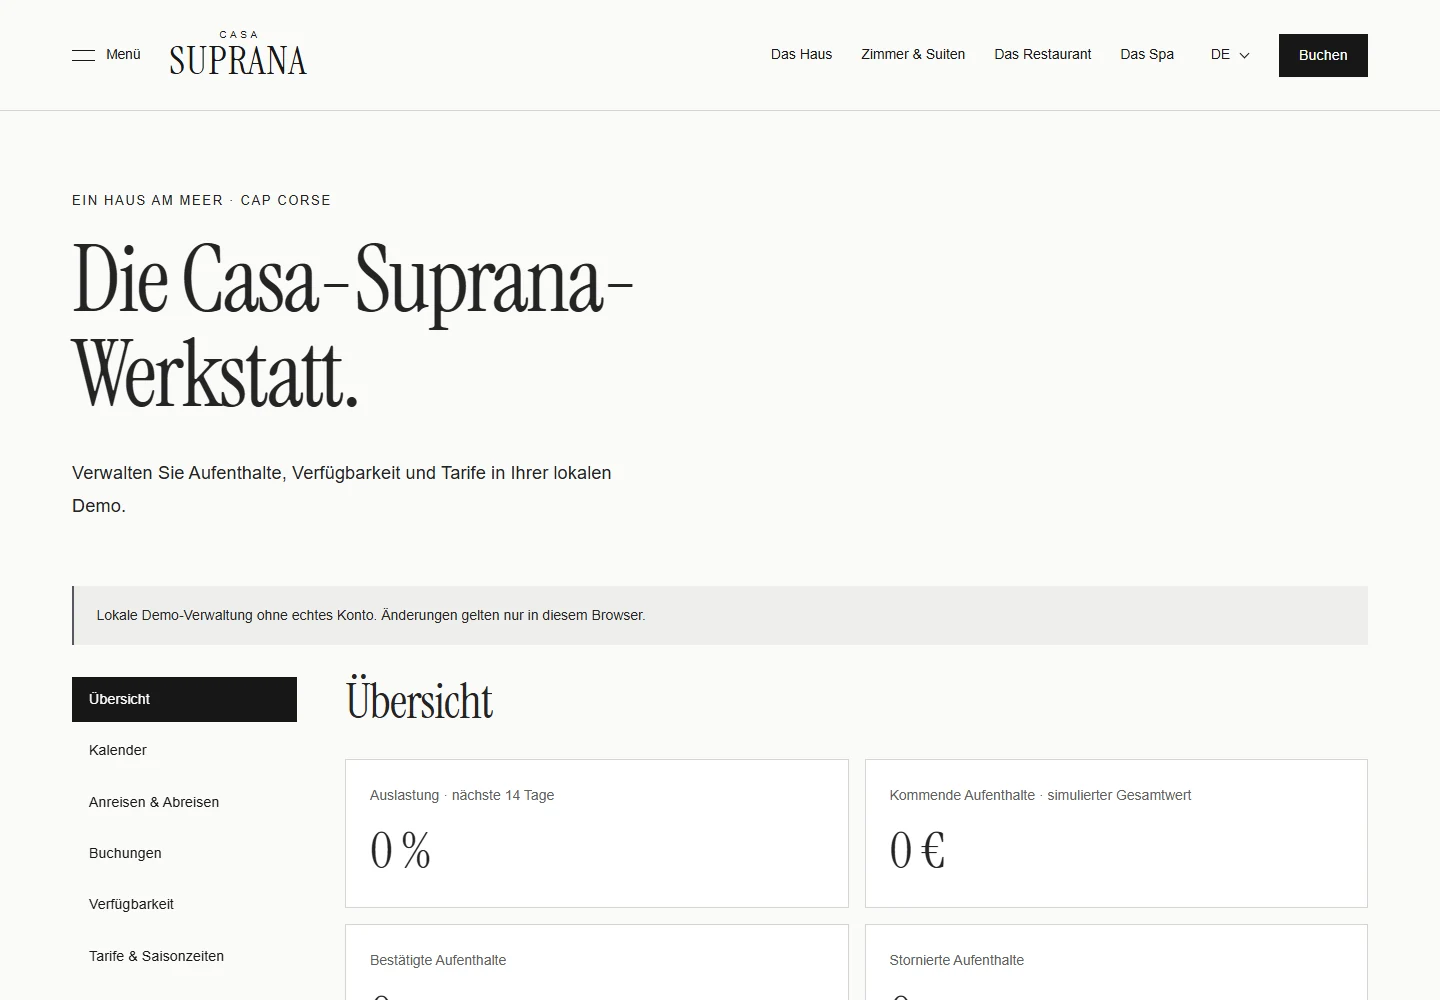 Menü
CASA
SUPRANA
Das Haus
Zimmer & Suiten
Das Restaurant
Das Spa
DE
Buchen
EIN HAUS AM MEER · CAP CORSE
Die Casa-Suprana-
Werkstatt.
Verwalten Sie Aufenthalte, Verfügbarkeit und Tarife in Ihrer lokalen
Demo.
Lokale Demo-Verwaltung ohne echtes Konto. Änderungen gelten nur in diesem Browser.
Übersicht
Kalender
Anreisen & Abreisen
Buchungen
Verfügbarkeit
Tarife & Saisonzeiten
Übersicht
Auslastung · nächste 14 Tage
0 %
Kommende Aufenthalte · simulierter Gesamtwert
0 €
Bestätigte Aufenthalte
Stornierte Aufenthalte